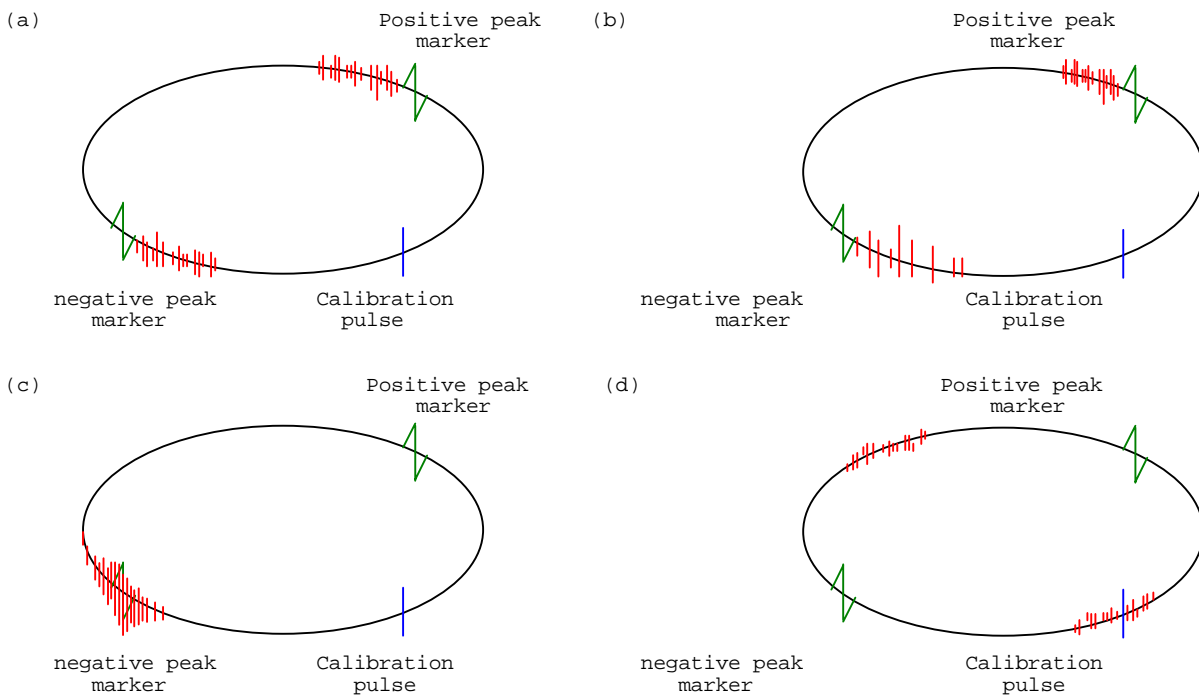 (a)
Positive peak
marker
negative peak
marker
Calibration
pulse
(b)
Positive peak
marker
negative peak
marker
Calibration
pulse
(c)
Positive peak
marker
negative peak
marker
Calibration
pulse
(d)
Positive peak
marker
negative peak
marker
Calibration
pulse